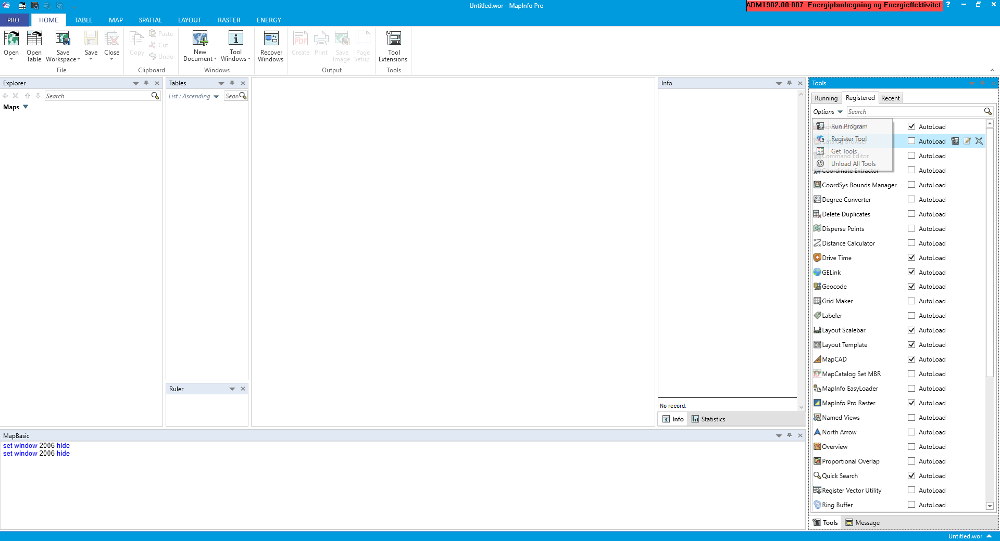 Untitled.wor - MapInfo Pro
ADM1902.00-007 Energiplanlægning og Energieffektivitet
?
PRO HOME TABLE MAP SPATIAL LAYOUT RASTER ENERGY
Open
Open Table
Save Workspace
Save
Close
File
Copy
Paste
Cut
Undo
Clipboard
New Document
Tool Windows
Windows
Recover Windows
Create
Print
Save Image
Page Setup
Output
Tool Extensions
Tools
Explorer
Search
Maps
Tables
List : Ascending
Sear
Ruler
Info
No record.
Info Statistics
Tools
Running Registered Recent
Options Search
Run Program
Register Tool
Get Tools
Unload All Tools
AutoLoad
Catalog Browser AutoLoad
Command Editor AutoLoad
Coordinate Extractor AutoLoad
CoordSys Bounds Manager AutoLoad
Degree Converter AutoLoad
Delete Duplicates AutoLoad
Disperse Points AutoLoad
Distance Calculator AutoLoad
Drive Time AutoLoad
GELink AutoLoad
Geocode AutoLoad
Grid Maker AutoLoad
Labeler AutoLoad
Layout Scalebar AutoLoad
Layout Template AutoLoad
MapCAD AutoLoad
MapCatalog Set MBR AutoLoad
MapInfo EasyLoader AutoLoad
MapInfo Pro Raster AutoLoad
Named Views AutoLoad
North Arrow AutoLoad
Overview AutoLoad
Proportional Overlap AutoLoad
Quick Search AutoLoad
Register Vector Utility AutoLoad
Ring Buffer AutoLoad
Tools Message
MapBasic
set window 2006 hide
set window 2006 hide
Untitled.wor